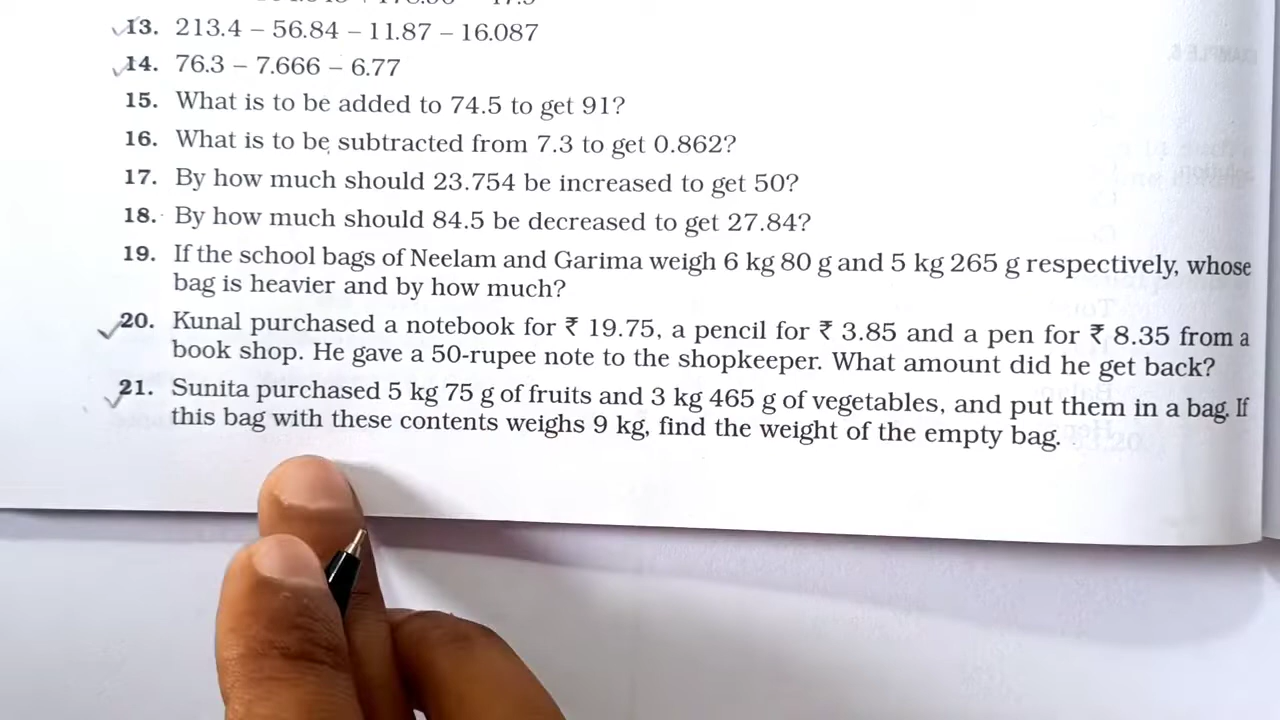 13. 213.4 – 56.84 – 11.87 – 16.087
14. 76.3 – 7.666 – 6.77
15. What is to be added to 74.5 to get 91?
16. What is to be subtracted from 7.3 to get 0.862?
17. By how much should 23.754 be increased to get 50?
18. By how much should 84.5 be decreased to get 27.84?
19. If the school bags of Neelam and Garima weigh 6 kg 80 g and 5 kg 265 g respectively, whose
bag is heavier and by how much?
20. Kunal purchased a notebook for ₹ 19.75, a pencil for ₹ 3.85 and a pen for ₹ 8.35 from a
book shop. He gave a 50-rupee note to the shopkeeper. What amount did he get back?
21. Sunita purchased 5 kg 75 g of fruits and 3 kg 465 g of vegetables, and put them in a bag. If
this bag with these contents weighs 9 kg, find the weight of the empty bag.